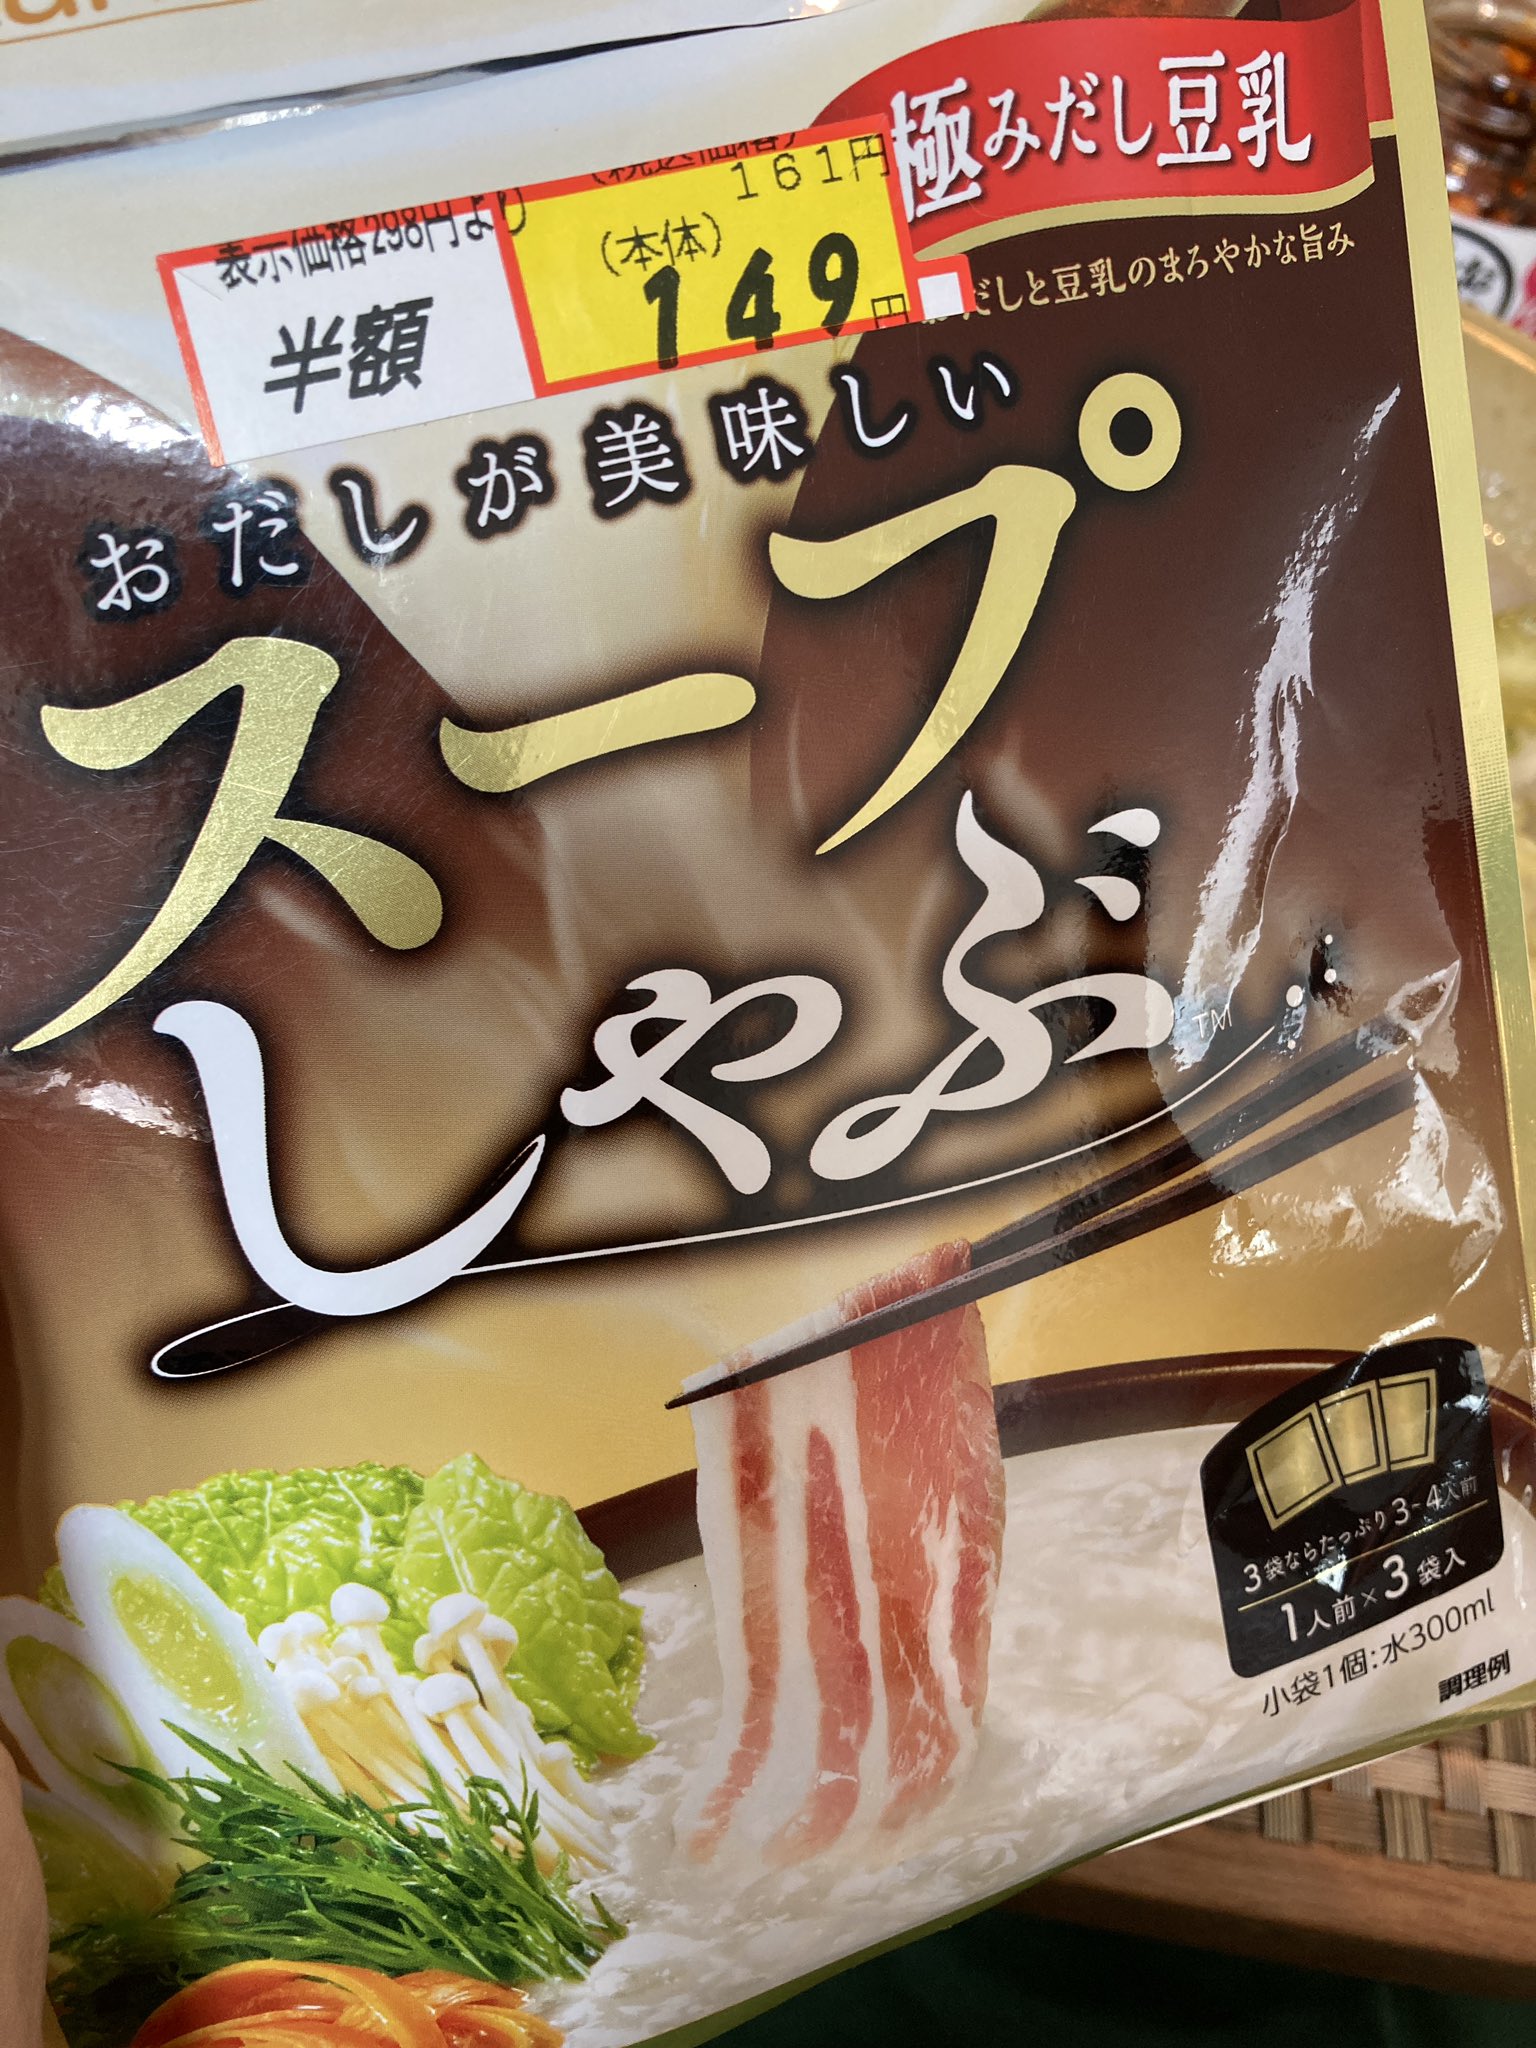 極みだし豆乳
だしと豆乳のまろやかな旨み
表示価格298円より
半額
(税込価格)
161円
(本体)
149円
おだしが美味しい
スープ
しゃぶ™
3袋ならたっぷり3~4人前
1人前×3袋入
小袋1個:水300ml
調理例